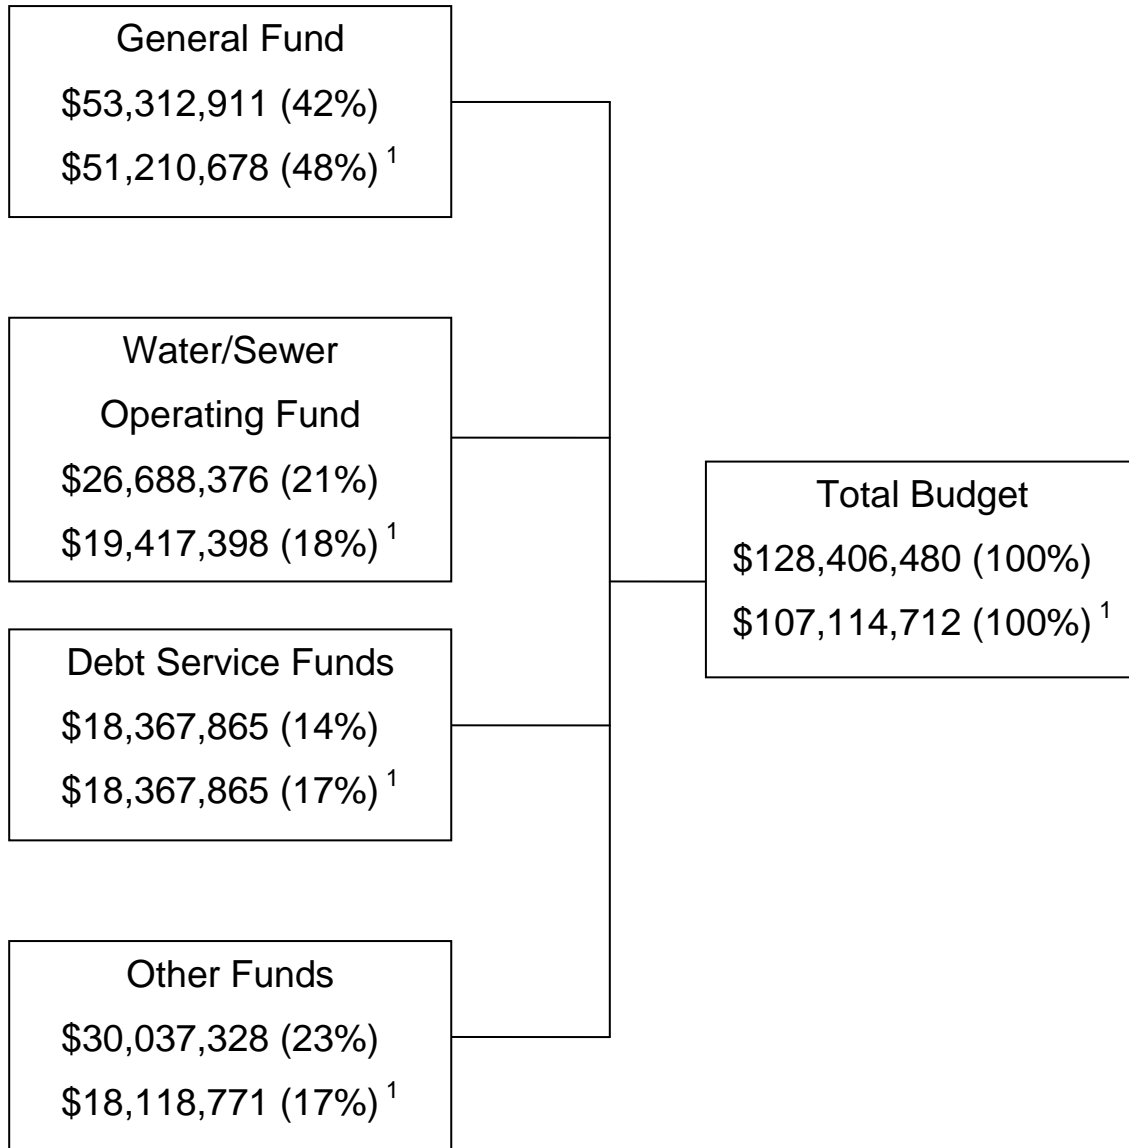 General Fund
$53,312,911 (42%)
$51,210,678 (48%) 1
Water/Sewer
Operating Fund
$26,688,376 (21%)
$19,417,398 (18%) 1
Total Budget
$128,406,480 (100%)
$107,114,712 (100%) 1
Debt Service Funds
$18,367,865 (14%)
$18,367,865 (17%) 1
Other Funds
$30,037,328 (23%)
$18,118,771 (17%) 1